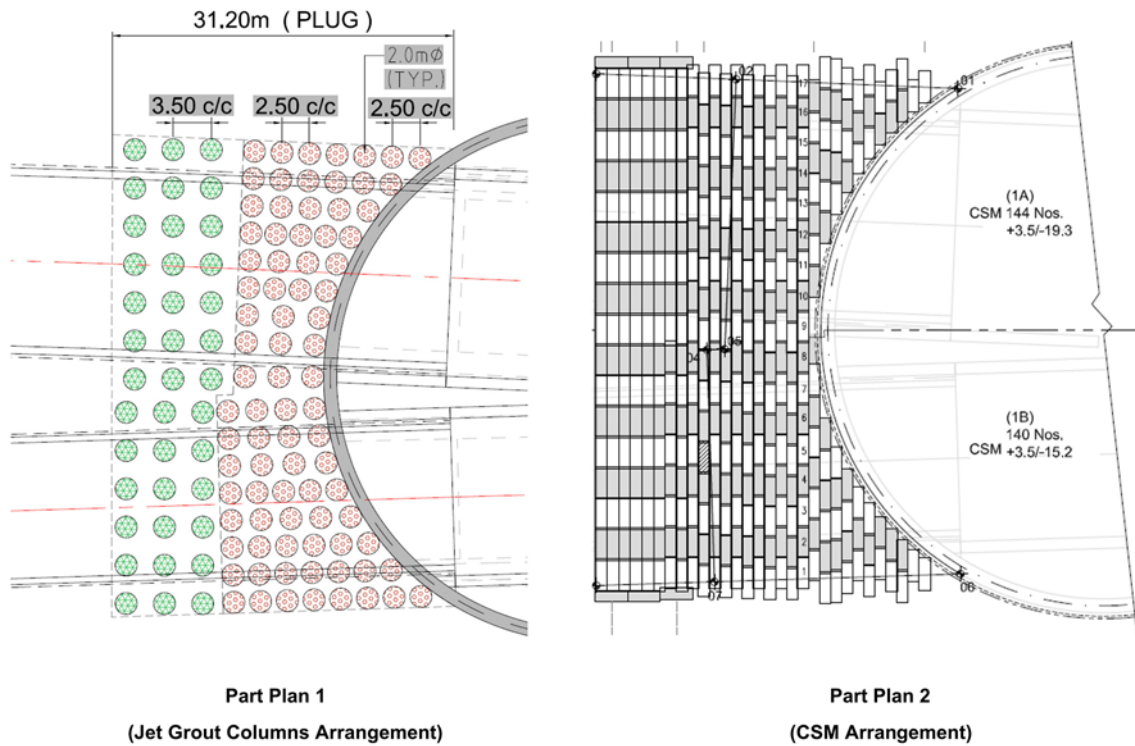 31.20m ( PLUG )
2.0mφ
(TYP.)
3.50 c/c
2.50 c/c
2.50 c/c
02
01
17
16
15
14
13
12
11
10
9
8
7
6
5
4
3
2
1
04
05
07
06
(1A)
CSM 144 Nos.
+3.5/-19.3
(1B)
CSM 140 Nos.
+3.5/-15.2
Part Plan 1
(Jet Grout Columns Arrangement)
Part Plan 2
(CSM Arrangement)